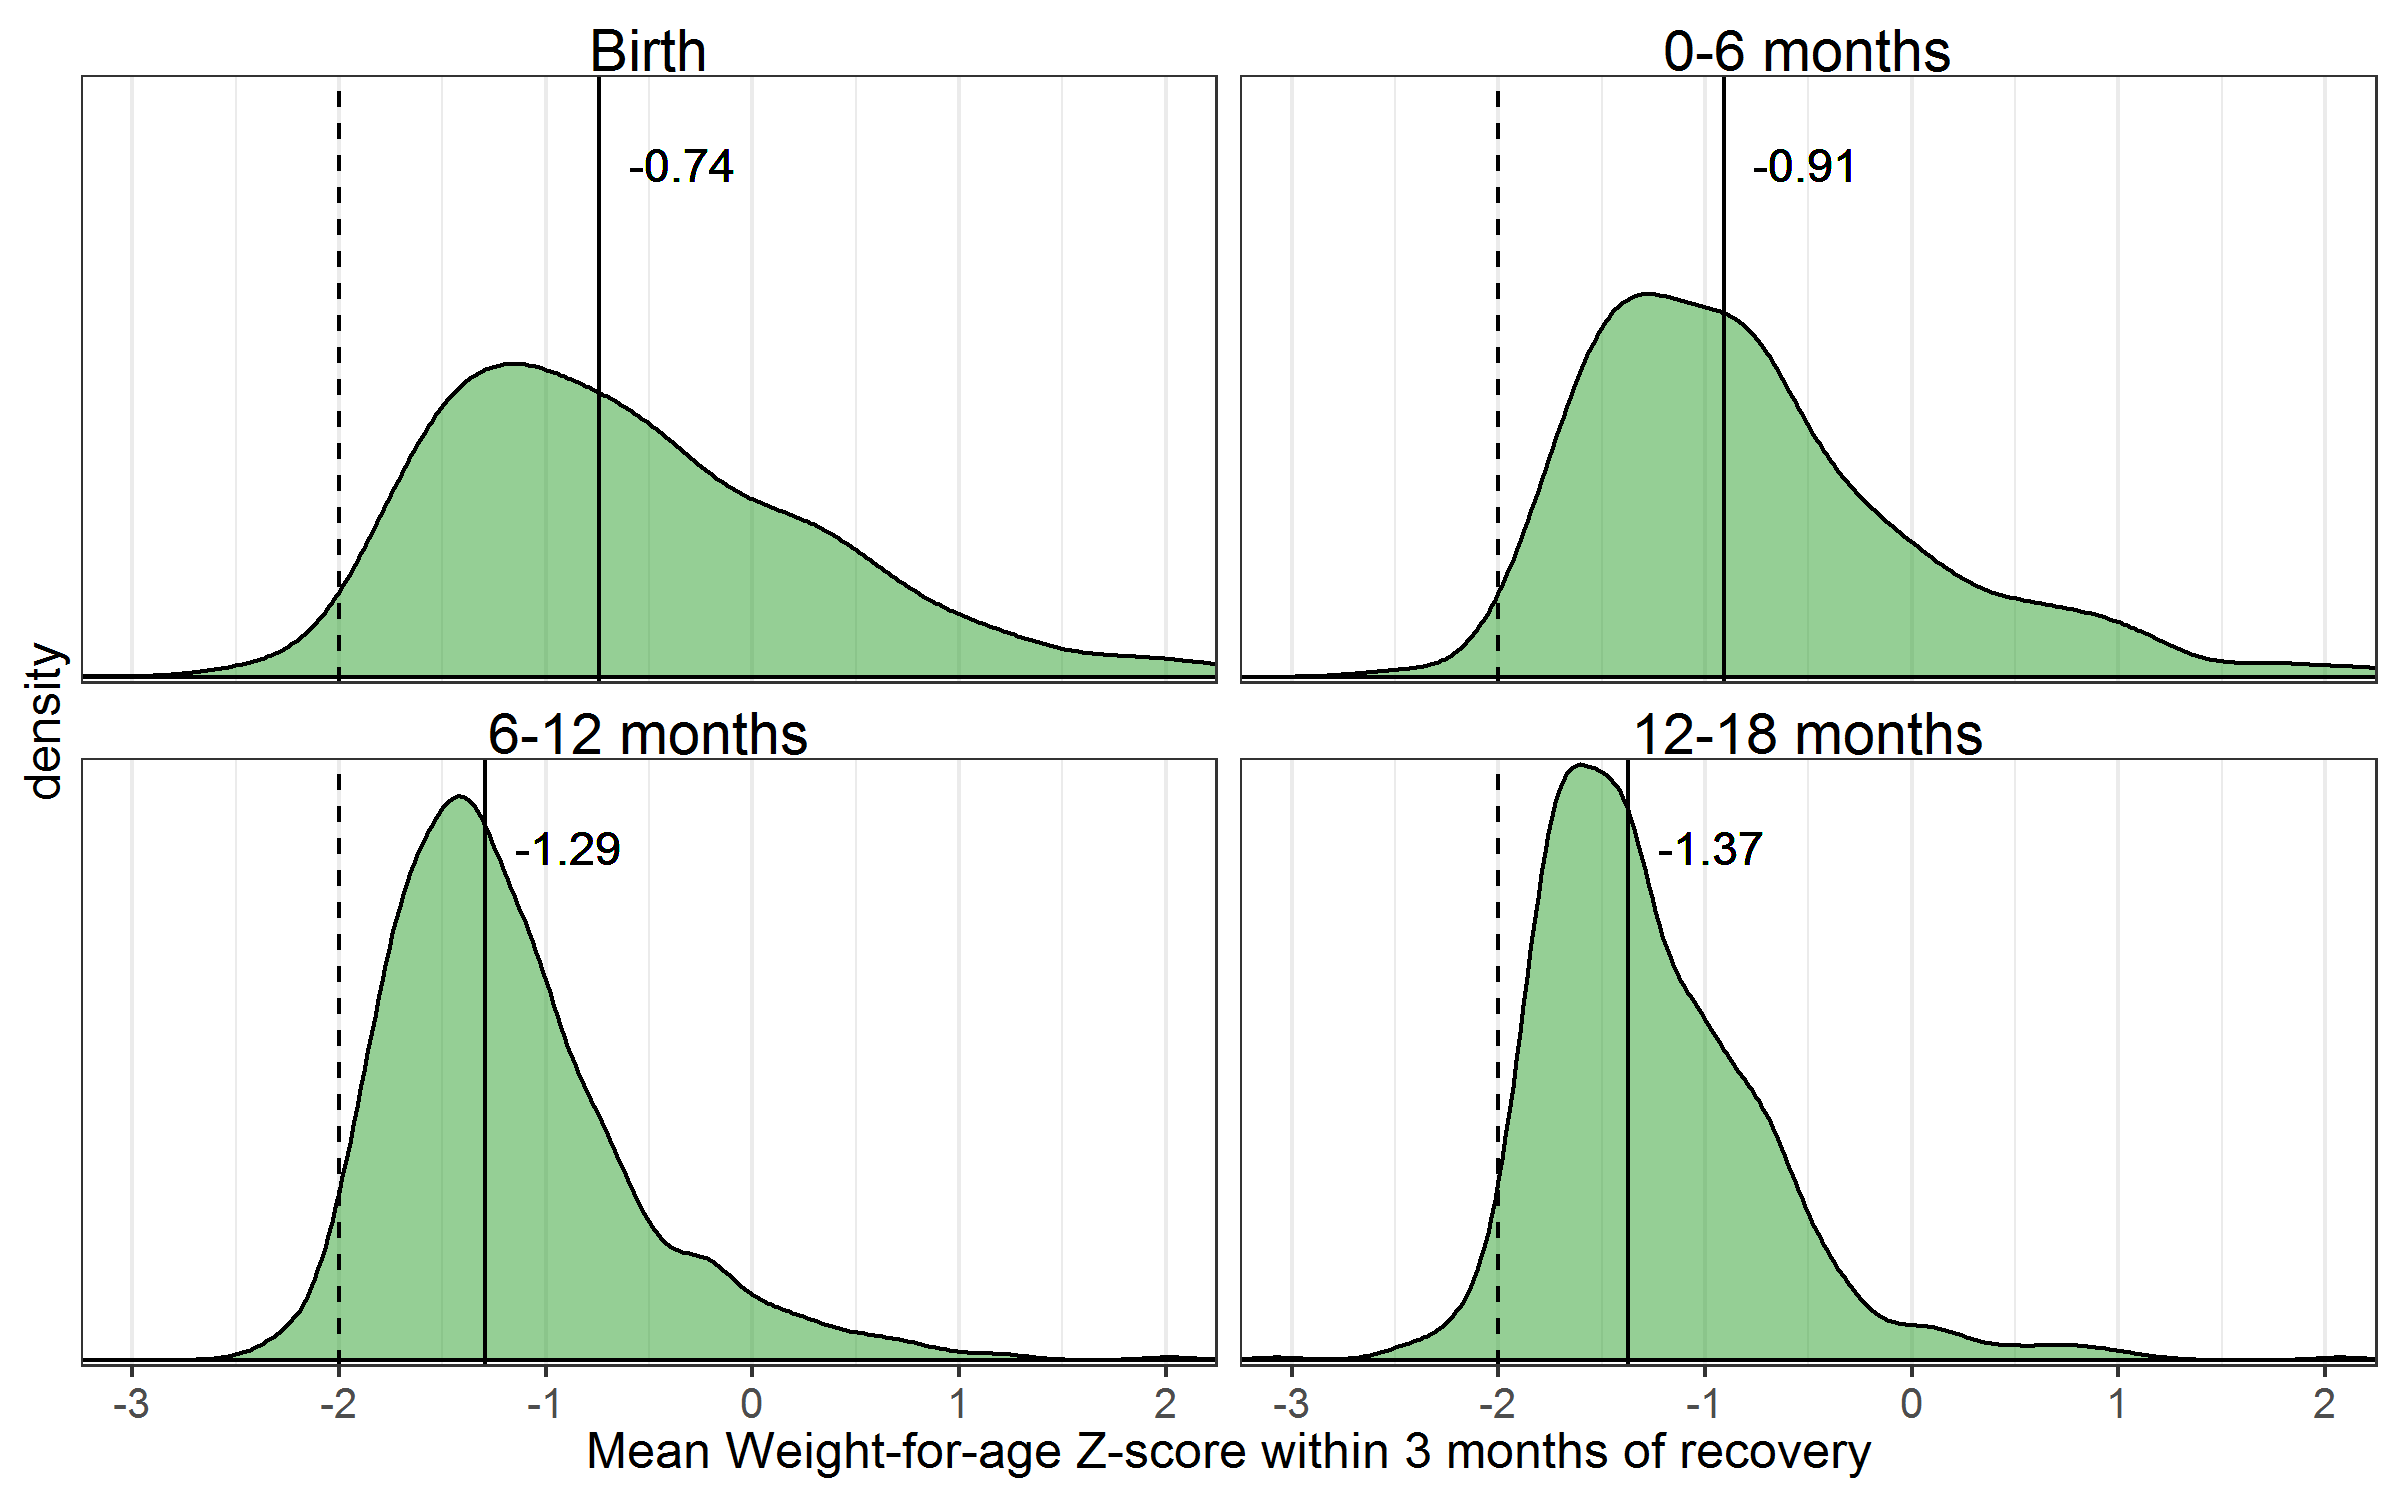 Birth
0-6 months
-0.74
-0.91
density
6-12 months
12-18 months
-1.29
-1.37
-3 -2 -1 0 1 2
-3 -2 -1 0 1 2
Mean Weight-for-age Z-score within 3 months of recovery